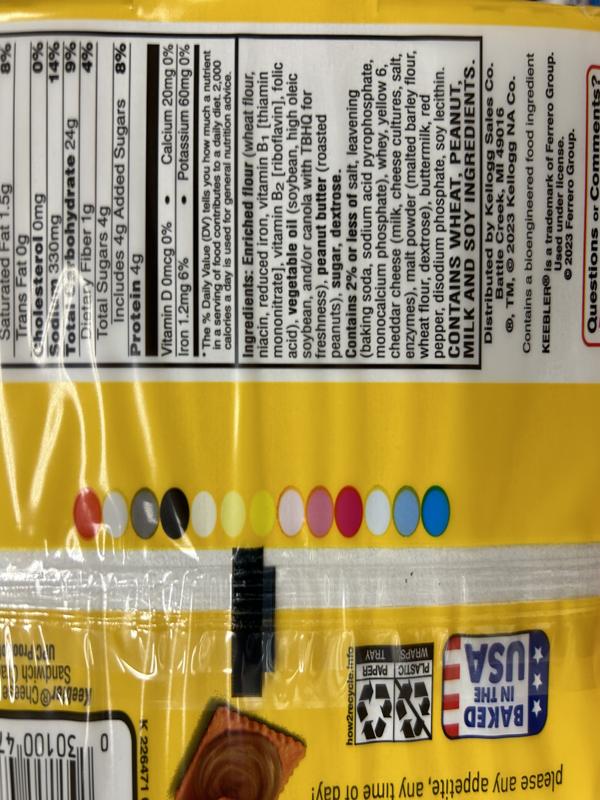 Saturated Fat 1.5g 8%
Trans Fat 0g
Cholesterol 0mg 0%
Sodium 330mg 14%
Total Carbohydrate 24g 9%
Dietary Fiber 1g 4%
Total Sugars 4g
Includes 4g Added Sugars 8%
Protein 4g
Vitamin D 0mcg 0% • Calcium 20mg 0%
Iron 1.2mg 6% • Potassium 60mg 0%
* The % Daily Value (DV) tells you how much a nutrient
in a serving of food contributes to a daily diet. 2,000
calories a day is used for general nutrition advice.
Ingredients: Enriched flour (wheat flour,
niacin, reduced iron, vitamin B1 [thiamin
mononitrate], vitamin B2 [riboflavin], folic
acid), vegetable oil (soybean, high oleic
soybean, and/or canola with TBHQ for
freshness), peanut butter (roasted
peanuts), sugar, dextrose.
Contains 2% or less of salt, leavening
(baking soda, sodium acid pyrophosphate,
monocalcium phosphate), whey, yellow 6,
cheddar cheese (milk, cheese cultures, salt,
enzymes), malt powder (malted barley flour,
wheat flour, dextrose), buttermilk, red
pepper, disodium phosphate, soy lecithin.
CONTAINS WHEAT, PEANUT,
MILK AND SOY INGREDIENTS.
Distributed by Kellogg Sales Co.
Battle Creek, MI 49016
®, TM, © 2023 Kellogg NA Co.
Contains a bioengineered food ingredient
KEEBLER® is a trademark of Ferrero Group.
Used under license.
© 2023 Ferrero Group.
Questions or Comments?
Keebler® Cheese
Sandwich
UPC
0 30100 47
K 226471
how2recycle.info
PAPER
TRAY
PLASTIC
WRAPS
BAKED
IN THE
USA
please any appetite, any time of day!